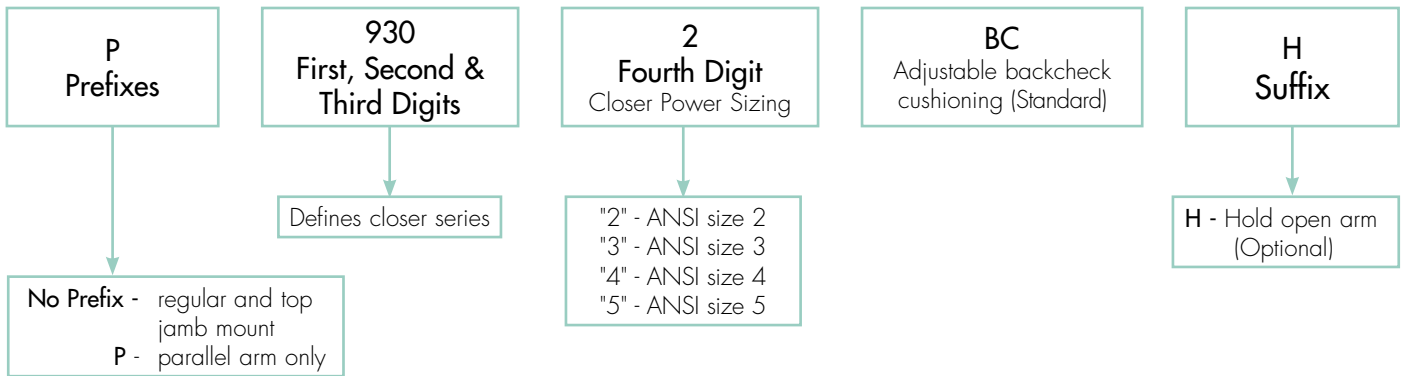 P
Prefixes
930
First, Second &
Third Digits
2
Fourth Digit
Closer Power Sizing
BC
Adjustable backcheck
cushioning (Standard)
H
Suffix
Defines closer series
"2" - ANSI size 2
"3" - ANSI size 3
"4" - ANSI size 4
"5" - ANSI size 5
H - Hold open arm
(Optional)
No Prefix - regular and top
jamb mount
P - parallel arm only